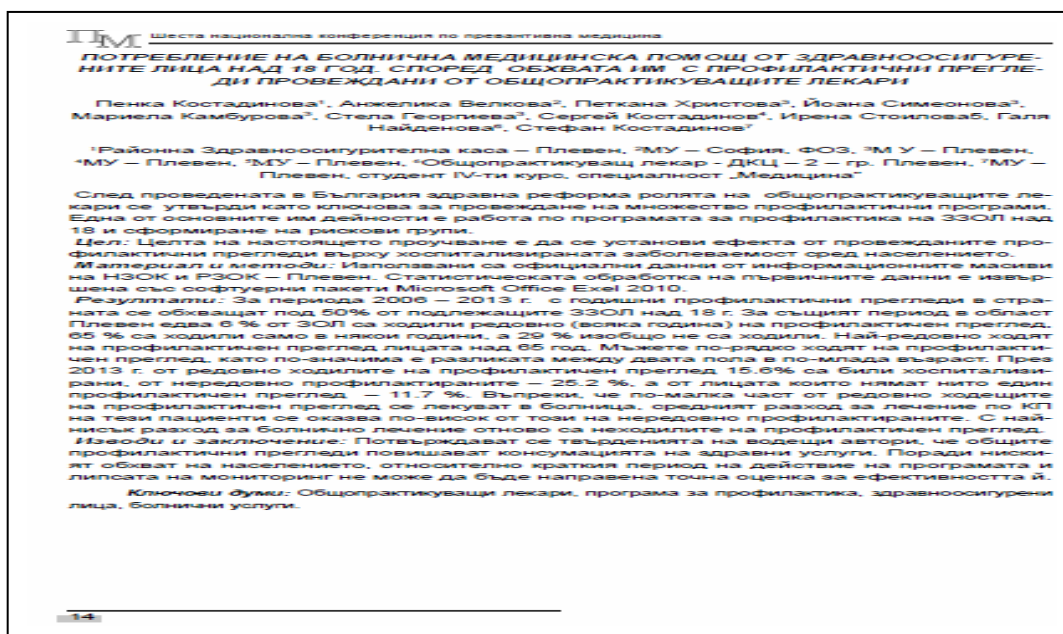 ПМ Шеста национална конференция по превантивна медицина
ПОТРЕБЛЕНИЕ НА БОЛНИЧНА МЕДИЦИНСКА ПОМОЩ ОТ ЗДРАВНООСИГУРЕ-
НИТЕ ЛИЦА НАД 18 ГОД. СПОРЕД ОБХВАТА ИМ С ПРОФИЛАКТИЧНИ ПРЕГЛЕ-
ДИ ПРОВЕЖДАНИ ОТ ОБЩОПРАКТИКУВАЩИТЕ ЛЕКАРИ
Пенка Костадинова¹, Анжелика Велкова², Петкана Христова³, Йоана Симеонова³,
Мариела Камбурова³, Стела Георгиева³, Сергей Костадинов⁴, Ирена Стоилова5, Галя
Найденова⁶, Стефан Костадинов⁷
¹Районна Здравноосигурителна каса – Плевен, ²МУ – София, ФОЗ, ³М У – Плевен,
⁴МУ – Плевен, ⁵МУ – Плевен, ⁶Общопрактикуващ лекар - ДКЦ – 2 – гр. Плевен, ⁷МУ –
Плевен, студент IV-ти курс, специалност „Медицина“
След проведената в България здравна реформа ролята на общопрактикуващите ле-
кари се утвърди като ключова за провеждане на множество профилактични програми.
Една от основните им дейности е работа по програмата за профилактика на ЗЗОЛ над
18 и сформиране на рискови групи.
Цел: Целта на настоящето проучване е да се установи ефекта от провежданите про-
филактични прегледи върху хоспитализираната заболеваемост сред населението.
Материал и методи: Използвани са официални данни от информационните масиви
на НЗОК и РЗОК – Плевен. Статистическата обработка на първичните данни е извър-
шена със софтуерни пакети Microsoft Office Exel 2010.
Резултати: За периода 2006 – 2013 г. с годишни профилактични прегледи в стра-
ната се обхващат под 50% от подлежащите ЗЗОЛ над 18 г. За същият период в област
Плевен едва 6 % от ЗОЛ са ходили редовно (всяка година) на профилактичен преглед,
65 % са ходили само в някои години, а 29 % изобщо не са ходили. Най-редовно ходят
на профилактичен преглед лицата над 65 год. Мъжете по-рядко ходят на профилакти-
чен преглед, като по-значима е разликата между двата пола в по-млада възраст. През
2013 г. от редовно ходилите на профилактичен преглед 15.6% са били хоспитализи-
рани, от нередовно профилактираните – 25.2 %, а от лицата които нямат нито един
профилактичен преглед – 11.7 %. Въпреки, че по-малка част от редовно ходещите
на профилактичен преглед се лекуват в болница, средният разход за лечение по КП
на тези пациенти се оказва по-висок от този на нередовно профилактираните. С най-
нисък разход за болнично лечение отново са неходилите на профилактичен преглед.
Изводи и заключение: Потвърждават се твърденията на водещи автори, че общите
профилактични прегледи повишават консумацията на здравни услуги. Поради ниски-
ят обхват на населението, относително краткия период на действие на програмата и
липсата на мониторинг не може да бъде направена точна оценка за ефективността й.
Ключови думи: Общопрактикуващи лекари, програма за профилактика, здравноосигурени
лица, болнични услуги.
14